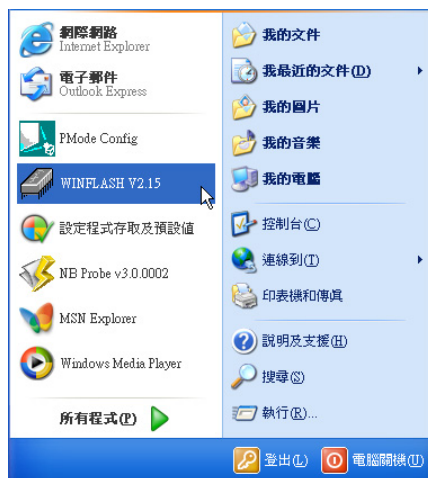 網際網路
Internet Explorer
電子郵件
Outlook Express
PMode Config
WINFLASH V2.15
設定程式存取及預設値
NB Probe v3.0.0002
MSN Explorer
Windows Media Player
所有程式(P)
我的文件
我最近的文件(D)
我的圖片
我的音樂
我的電腦
控制台(C)
連線到(T)
印表機和傳眞
說明及支援(H)
搜尋(S)
執行(R)...
登出(L)
電腦關機(U)